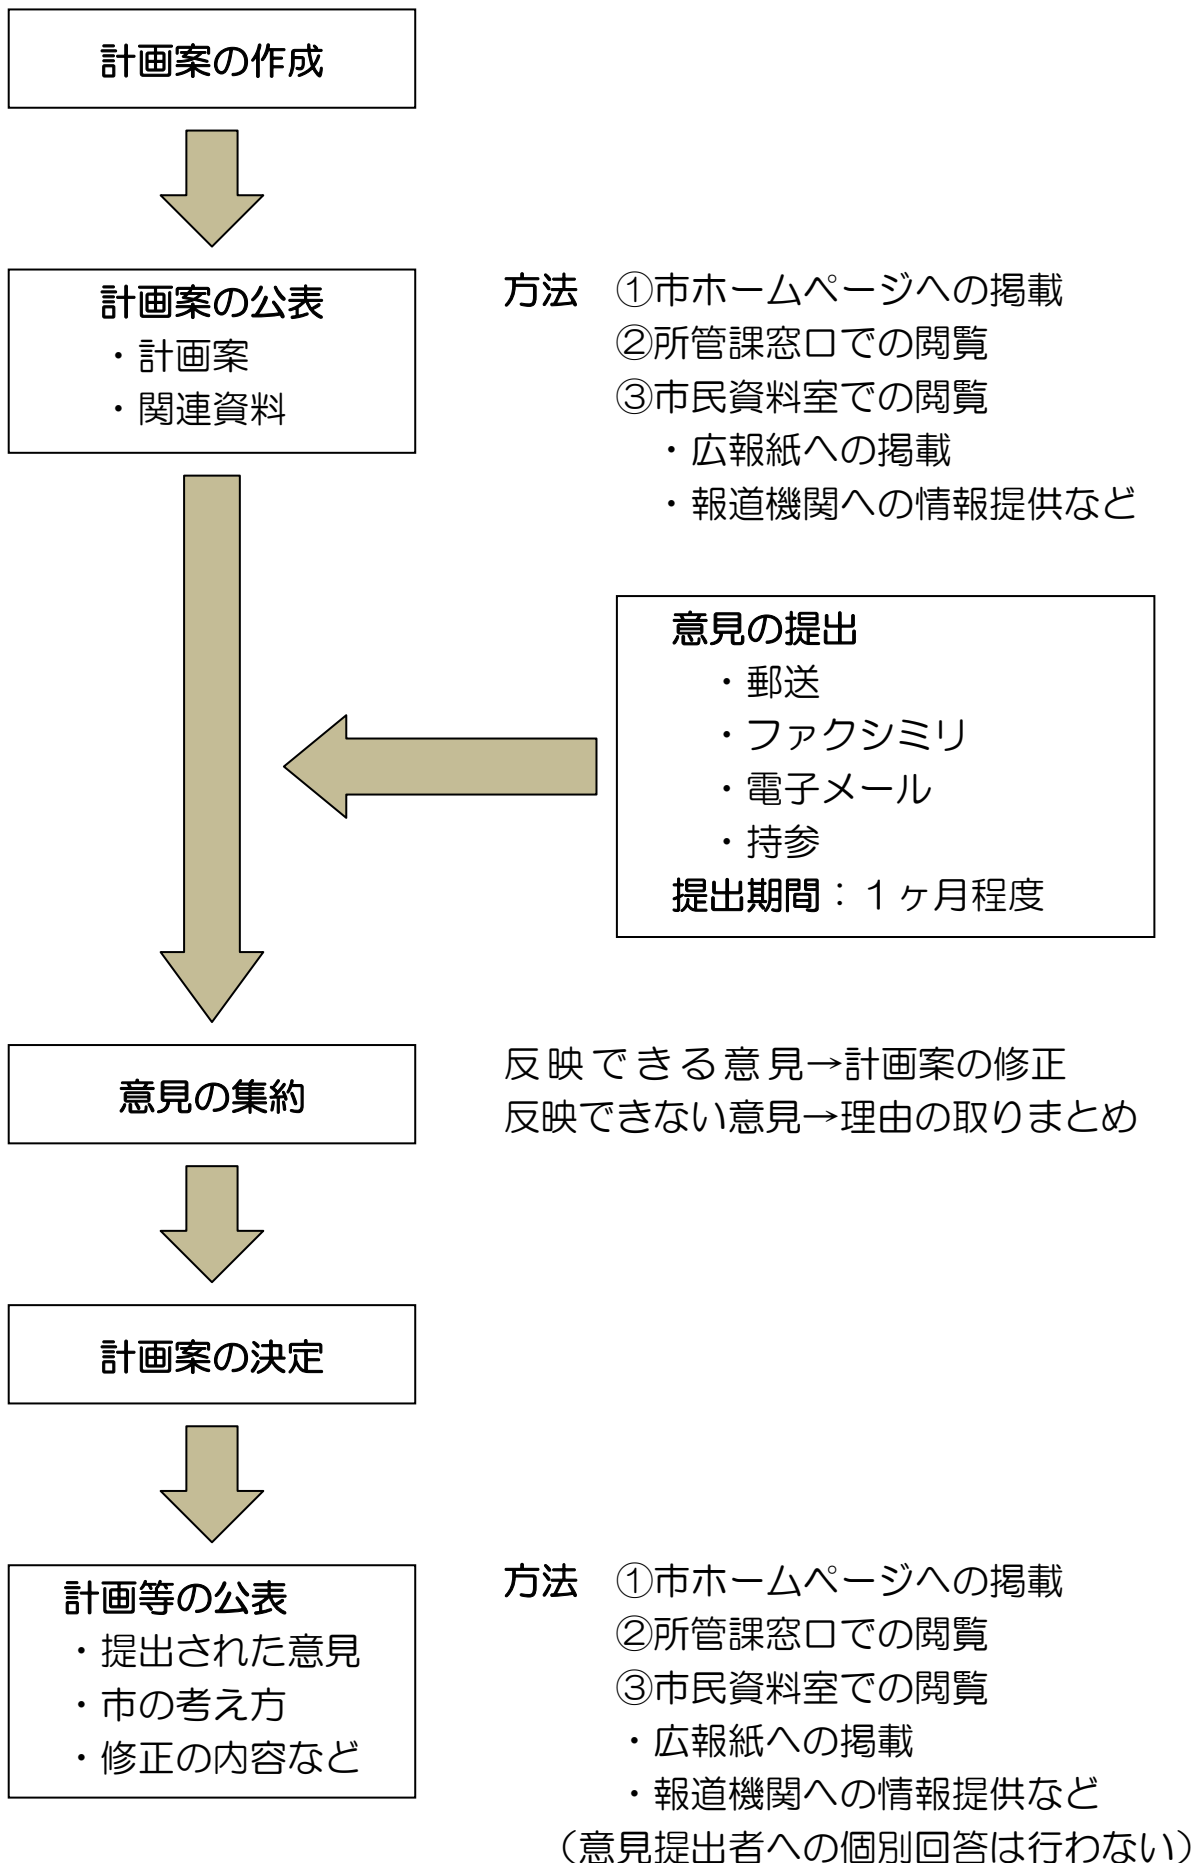 計画案の作成
計画案の公表
・計画案
・関連資料
方法　①市ホームページへの掲載
②所管課窓口での閲覧
③市民資料室での閲覧
・広報紙への掲載
・報道機関への情報提供など
意見の提出
・郵送
・ファクシミリ
・電子メール
・持参
提出期間：１ヶ月程度
意見の集約
反映できる意見→計画案の修正
反映できない意見→理由の取りまとめ
計画案の決定
計画等の公表
・提出された意見
・市の考え方
・修正の内容など
方法　①市ホームページへの掲載
②所管課窓口での閲覧
③市民資料室での閲覧
・広報紙への掲載
・報道機関への情報提供など
（意見提出者への個別回答は行わない）